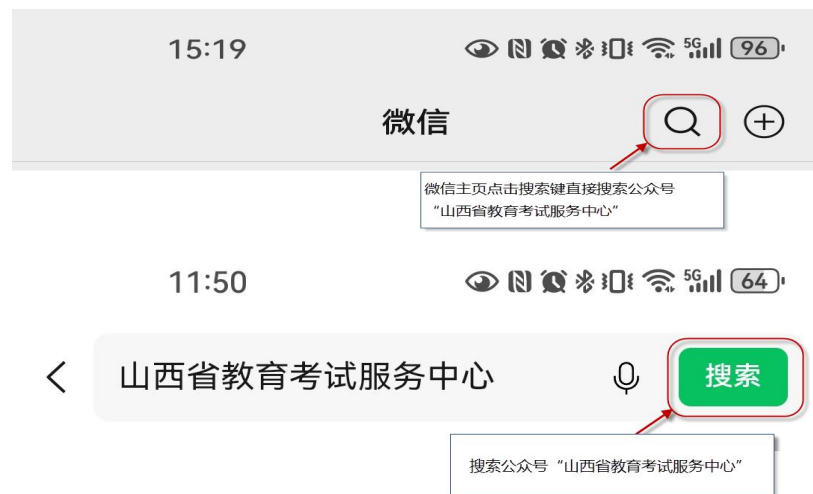 15:19 5G 96
微信
微信主页点击搜索键直接搜索公众号
“山西省教育考试服务中心”
11:50 5G 64
山西省教育考试服务中心 搜索
搜索公众号“山西省教育考试服务中心”